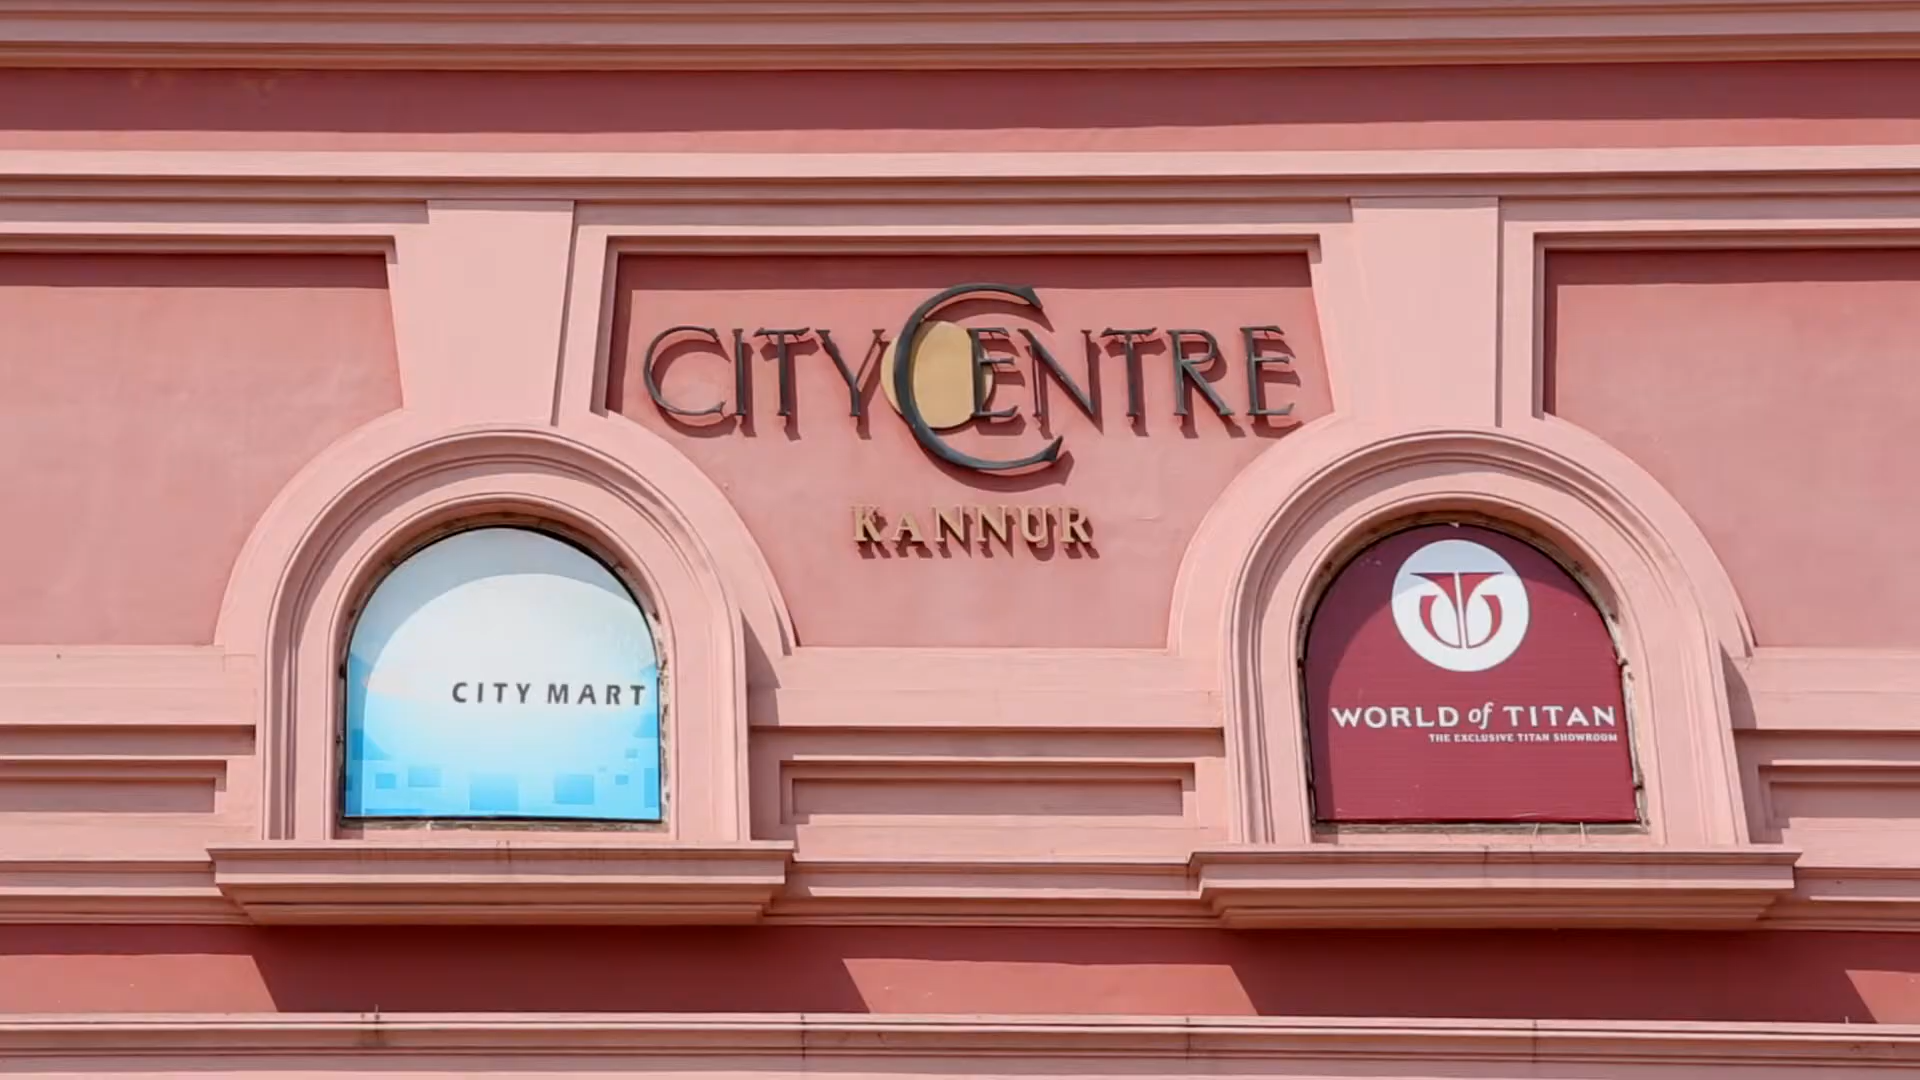 CITY CENTRE
KANNUR
CITY MART
WORLD of TITAN
THE EXCLUSIVE TITAN SHOWROOM